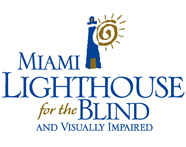 MIAMI
LIGHTHOUSE
for the BLIND
AND VISUALLY IMPAIRED